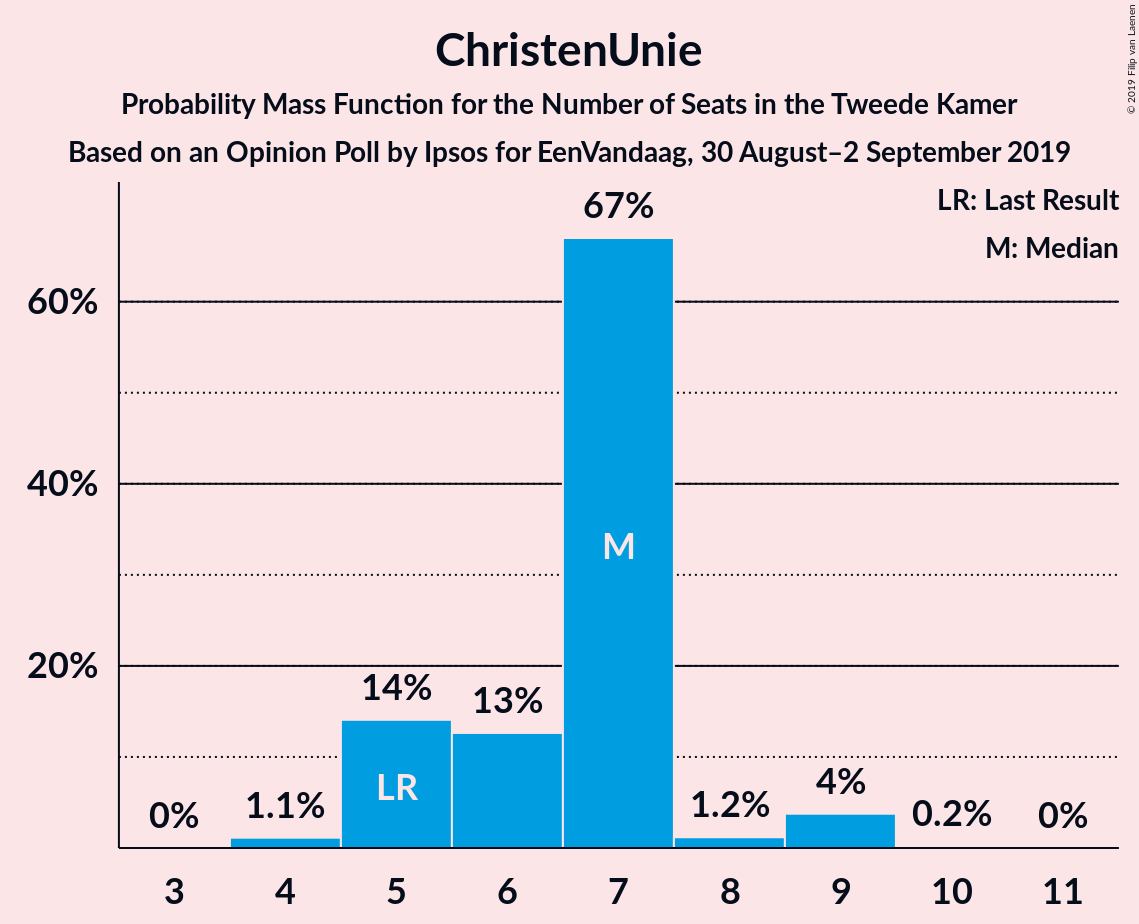 ChristenUnie
Probability Mass Function for the Number of Seats in the Tweede Kamer
Based on an Opinion Poll by Ipsos for EenVandaag, 30 August–2 September 2019
© 2019 Filip van Laenen
LR: Last Result
M: Median
67%
60%
40%
20%
M
14%
13%
LR
0%
1.1%
1.2%
4%
0.2%
0%
3 4 5 6 7 8 9 10 11